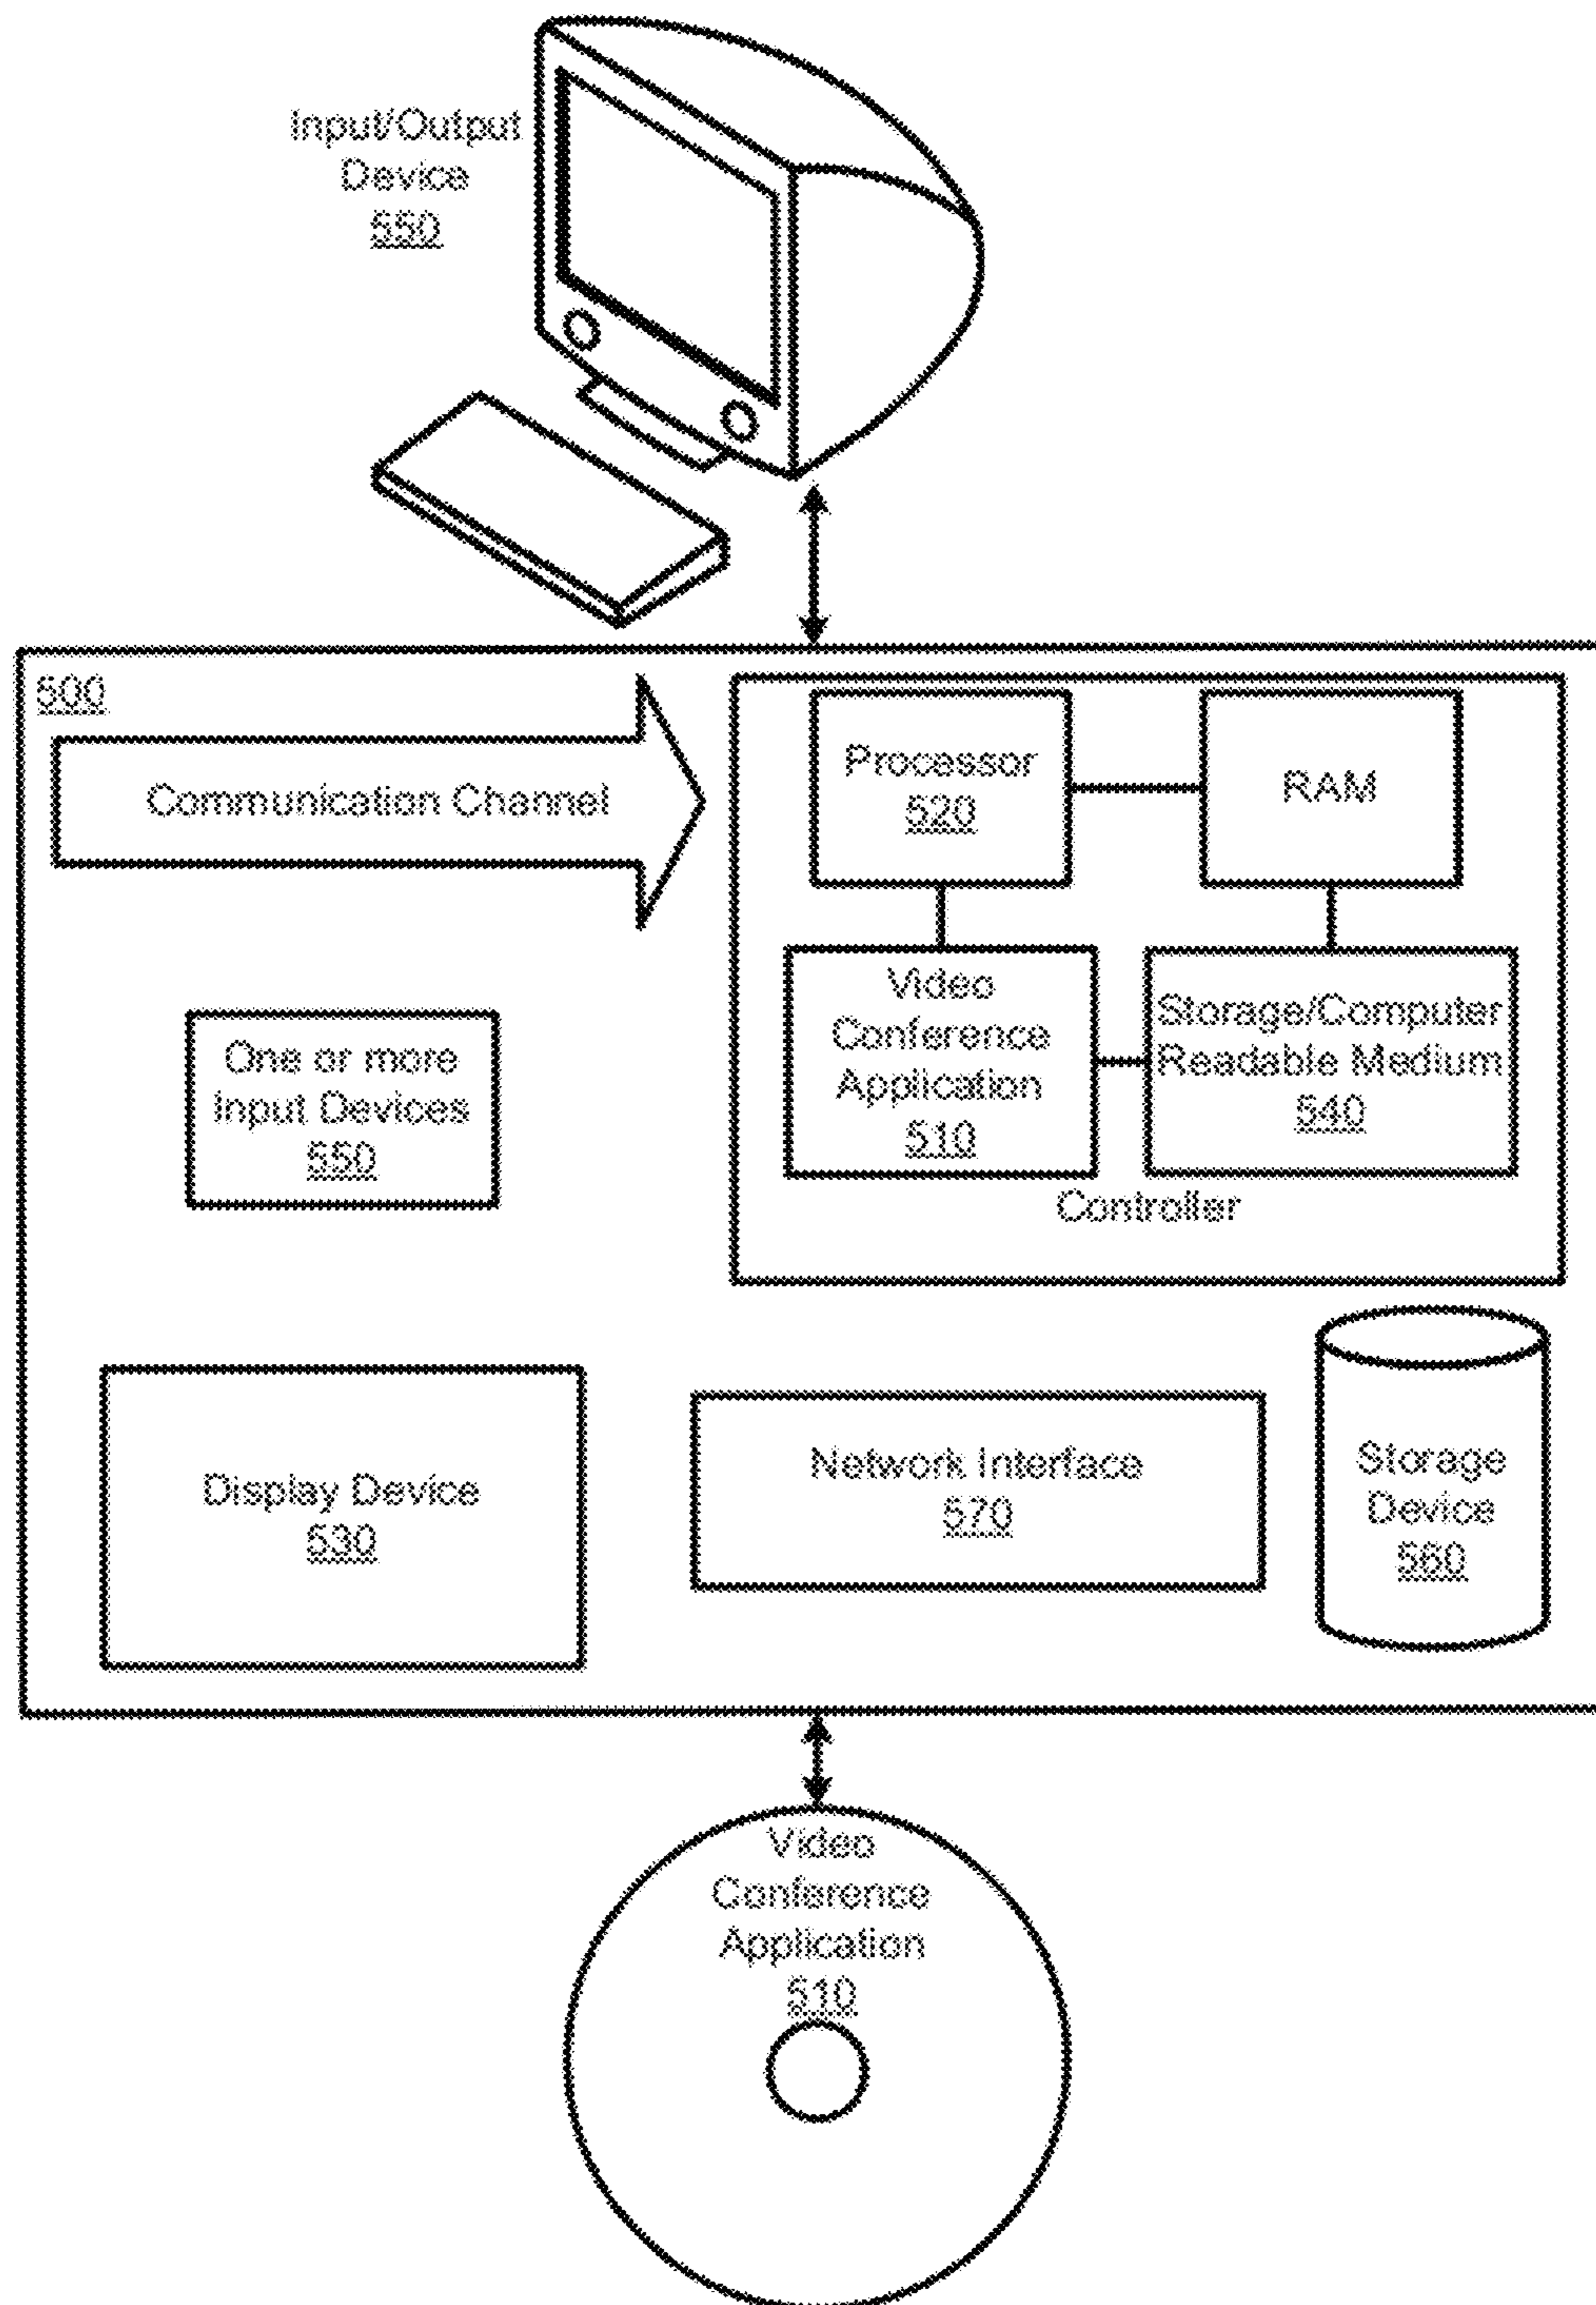 Input/Output
Device
550
500
Communication Channel
Processor
520
RAM
Video
Conference
Application
510
Storage/Computer
Readable Medium
540
Controller
One or more
Input Devices
550
Display Device
530
Network Interface
570
Storage
Device
560
Video
Conference
Application
510